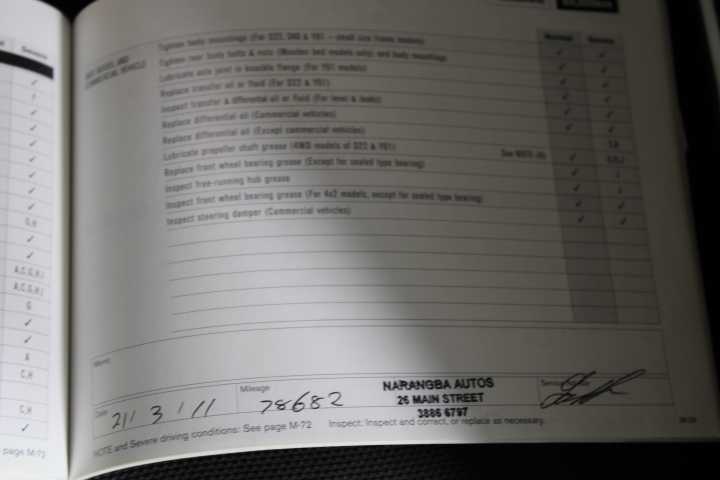 Severe
Normal Severe
4X4 MODEL AND
COMMERCIAL VEHICLE
Tighten body mountings (For D22, D40 & Y61 – small size frame models)
Tighten rear body bolts & nuts (Wooden bed models only) and body mountings
Lubricate axle joint in knuckle flange (For Y61 models)
Replace transfer oil or fluid (For D22 & Y61)
Inspect transfer & differential oil or fluid (For level & leaks)
Replace differential oil (Commercial vehicles)
Replace differential oil (Except commercial vehicles)
Lubricate propeller shaft grease (4WD models of D22 & Y61) See NOTE (4)
Replace front wheel bearing grease (Except for sealed type bearing)
Inspect free-running hub grease
Inspect front wheel bearing grease (For 4x2 models, except for sealed type bearing)
Inspect steering damper (Commercial vehicles)
G,H
A,C,G,H,I
A,C,G,H,I
G
A
C,H
C,H
Memo
Date 21/3/11
Mileage 78682
NARANGBA AUTOS
26 MAIN STREET
3886 6797
NOTE and Severe driving conditions: See page M-72 Inspect: Inspect and correct, or replace as necessary.
page M-72